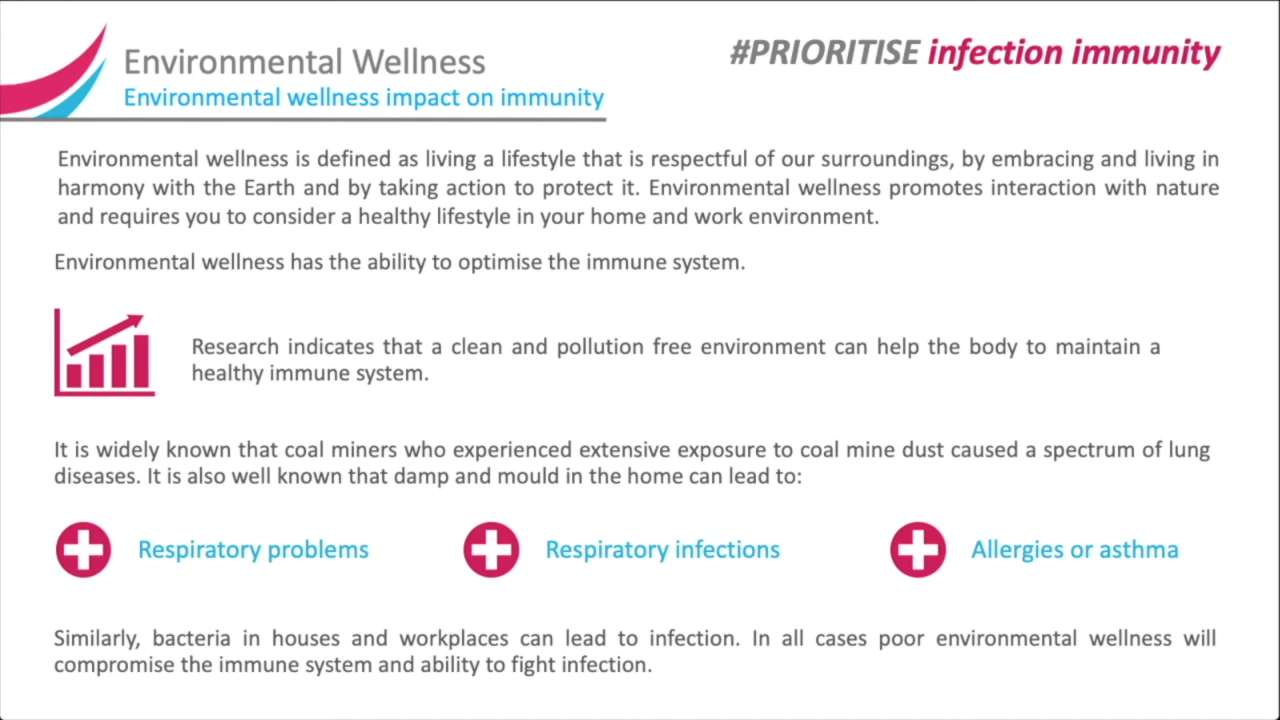 Environmental Wellness
#PRIORITISE infection immunity
Environmental wellness impact on immunity
Environmental wellness is defined as living a lifestyle that is respectful of our surroundings, by embracing and living in
harmony with the Earth and by taking action to protect it. Environmental wellness promotes interaction with nature
and requires you to consider a healthy lifestyle in your home and work environment.
Environmental wellness has the ability to optimise the immune system.
Research indicates that a clean and pollution free environment can help the body to maintain a
healthy immune system.
It is widely known that coal miners who experienced extensive exposure to coal mine dust caused a spectrum of lung
diseases. It is also well known that damp and mould in the home can lead to:
Respiratory problems
Respiratory infections
Allergies or asthma
Similarly, bacteria in houses and workplaces can lead to infection. In all cases poor environmental wellness will
compromise the immune system and ability to fight infection.